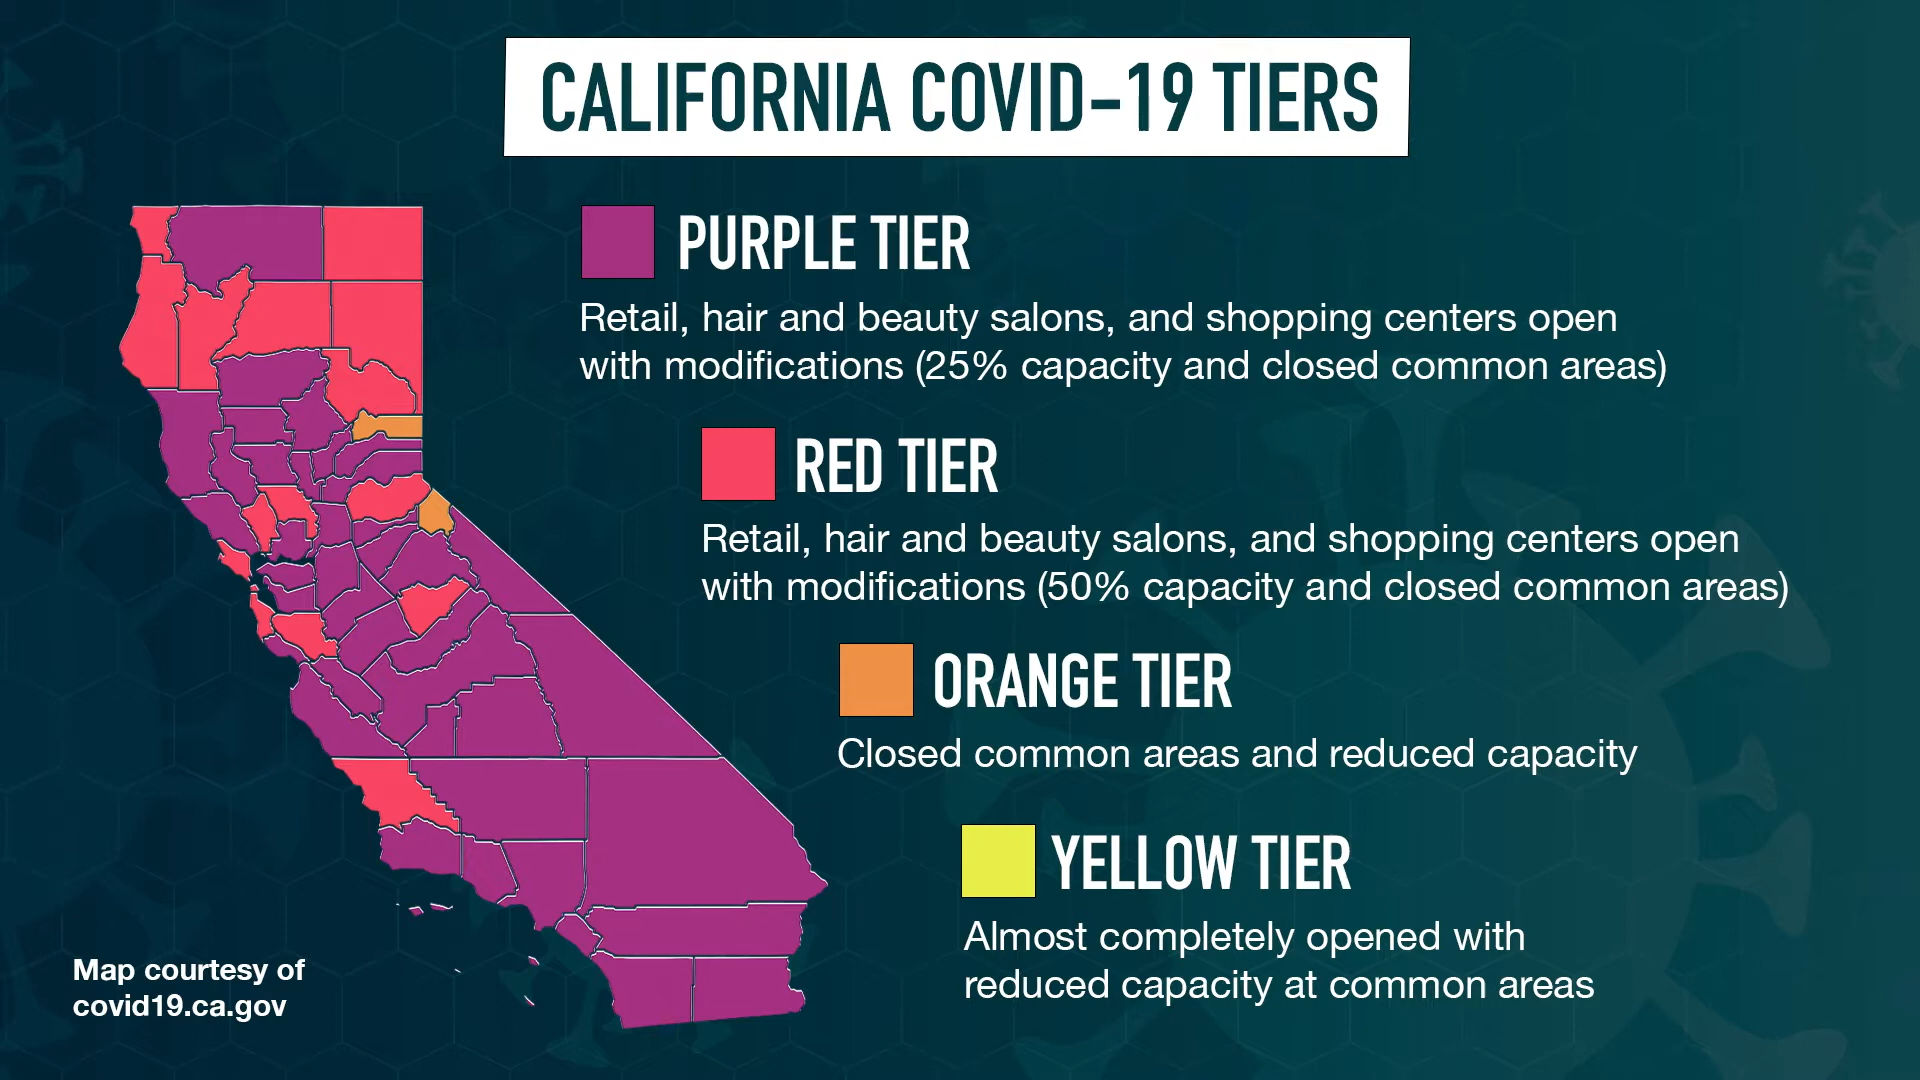 CALIFORNIA COVID-19 TIERS
PURPLE TIER
Retail, hair and beauty salons, and shopping centers open
with modifications (25% capacity and closed common areas)
RED TIER
Retail, hair and beauty salons, and shopping centers open
with modifications (50% capacity and closed common areas)
ORANGE TIER
Closed common areas and reduced capacity
YELLOW TIER
Almost completely opened with
reduced capacity at common areas
Map courtesy of
covid19.ca.gov